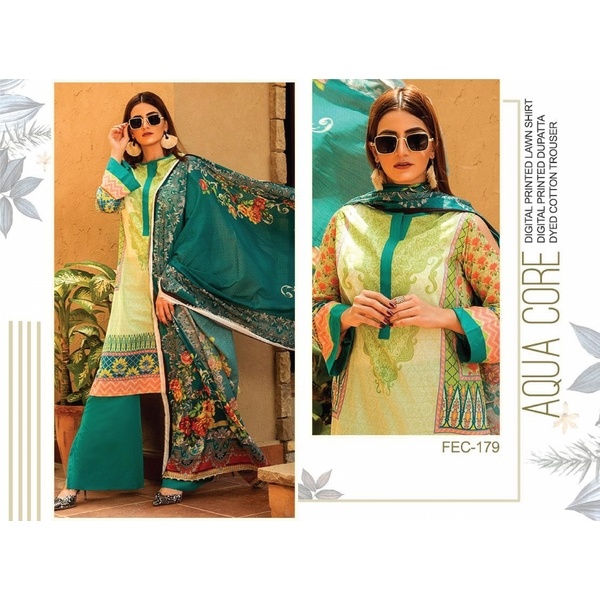 DIGITAL PRINTED LAWN SHIRT
DIGITAL PRINTED DUPATTA
DYED COTTON TROUSER
AQUA CORE
FEC-179